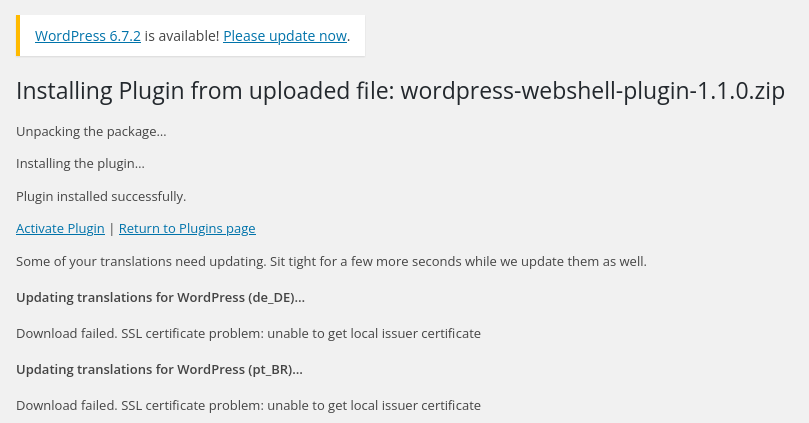 WordPress 6.7.2 is available! Please update now.
Installing Plugin from uploaded file: wordpress-webshell-plugin-1.1.0.zip
Unpacking the package…
Installing the plugin…
Plugin installed successfully.
Activate Plugin | Return to Plugins page
Some of your translations need updating. Sit tight for a few more seconds while we update them as well.
Updating translations for WordPress (de_DE)…
Download failed. SSL certificate problem: unable to get local issuer certificate
Updating translations for WordPress (pt_BR)…
Download failed. SSL certificate problem: unable to get local issuer certificate